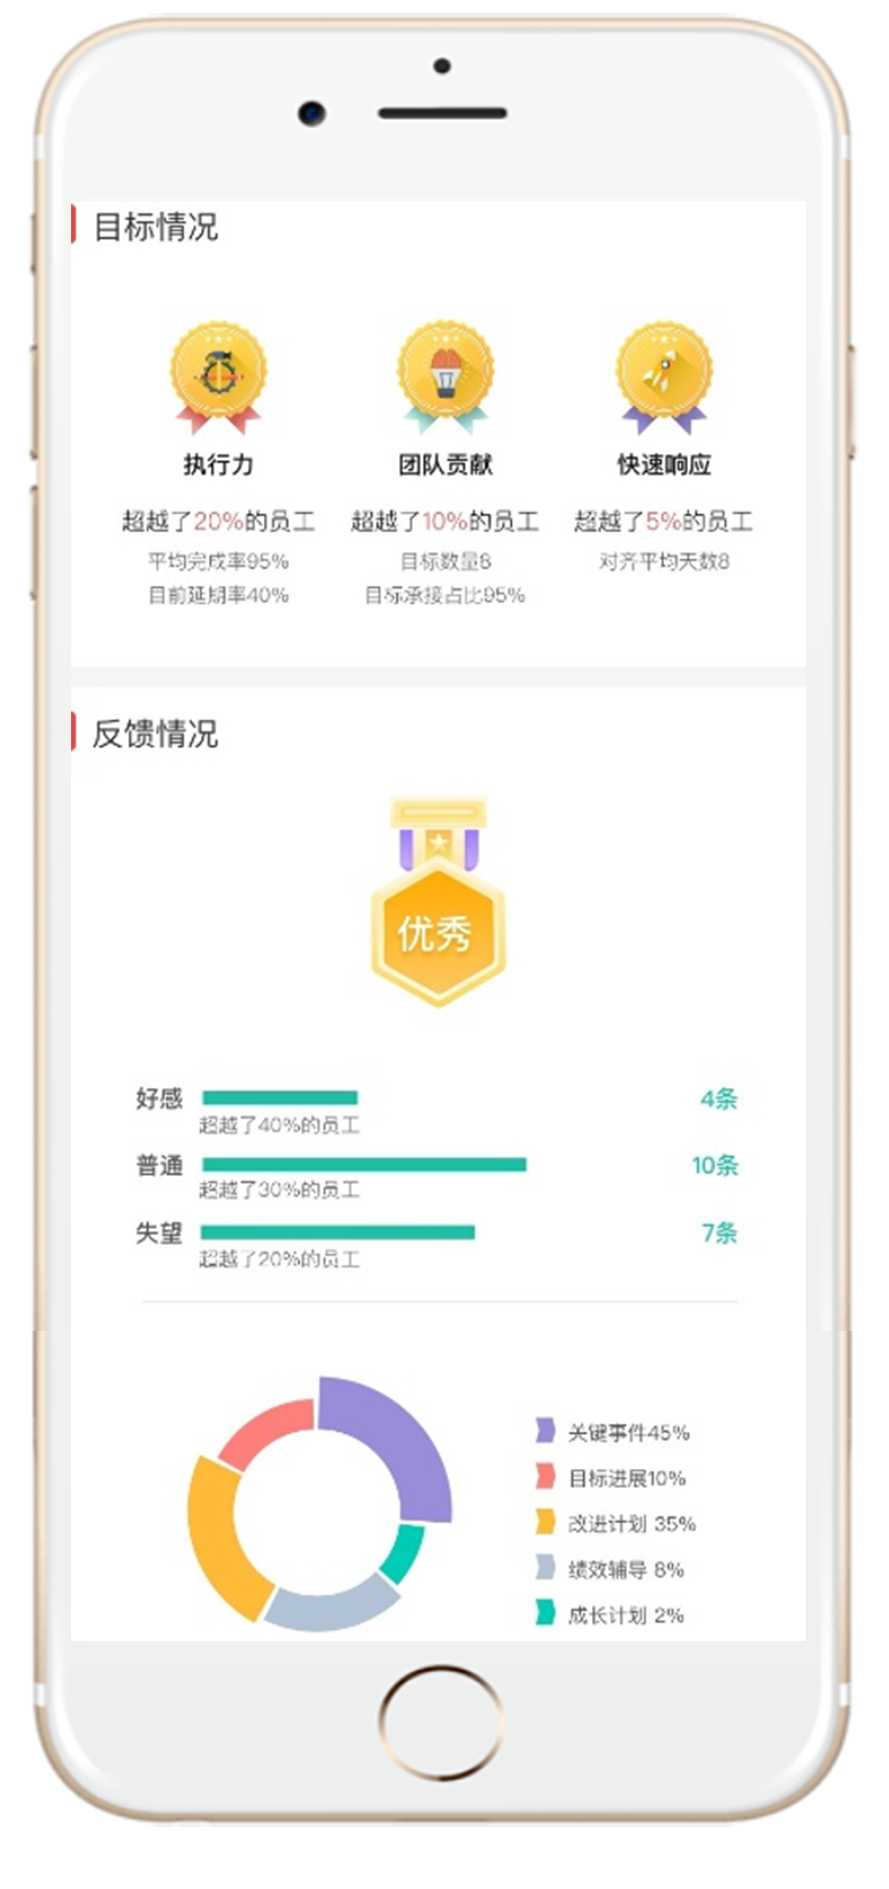 目标情况
执行力 团队贡献 快速响应
超越了20%的员工 超越了10%的员工 超越了5%的员工
平均完成率95% 目标数量8 对齐平均天数8
目前延期率40% 目标承接占比95%
反馈情况
优秀
好感 4条
超越了40%的员工
普通 10条
超越了30%的员工
失望 7条
超越了20%的员工
关键事件45%
目标进展10%
改进计划 35%
绩效辅导 8%
成长计划 2%